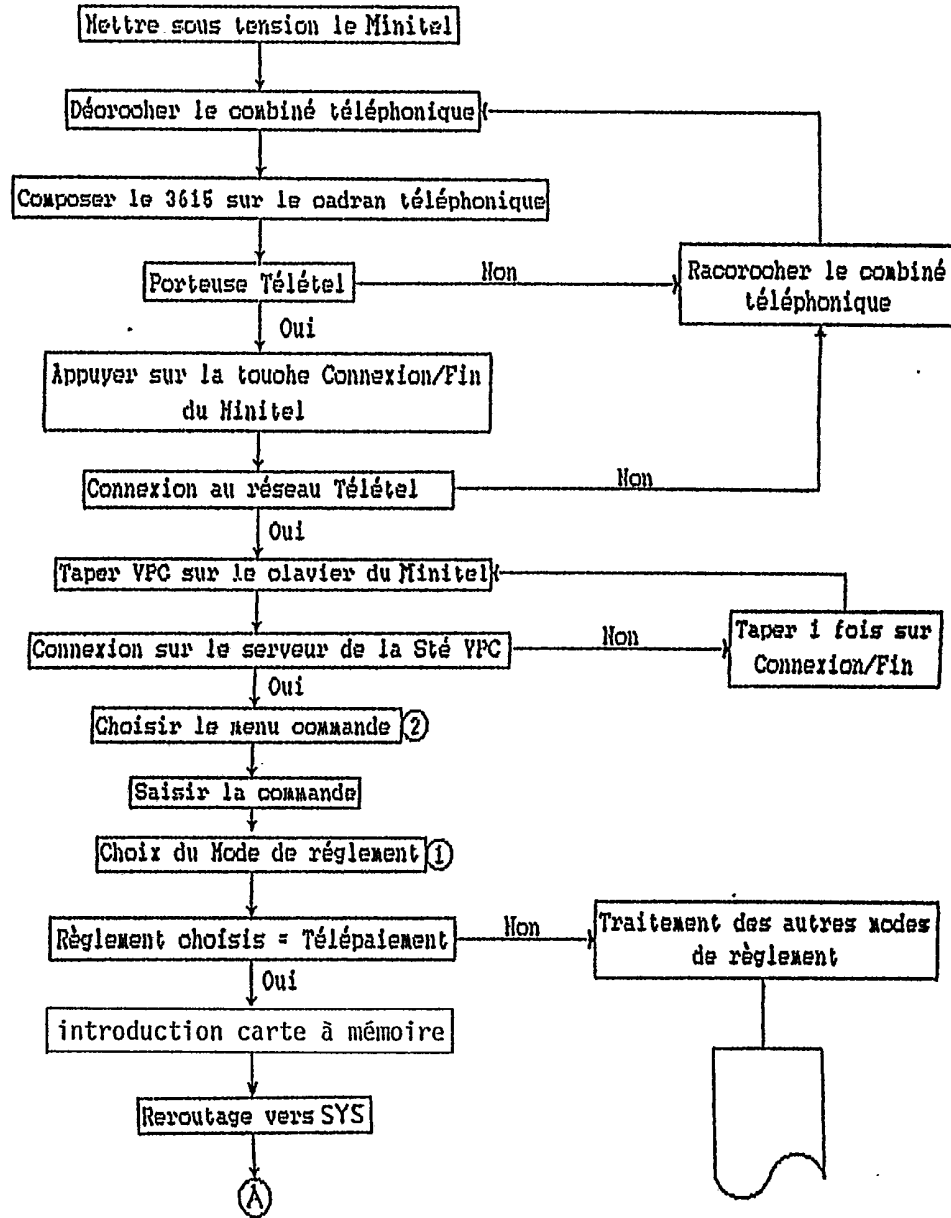 Mettre sous tension le Minitel
Décrocher le combiné téléphonique
Composer le 3615 sur le cadran téléphonique
Porteuse Télétel
Non
Raccrocher le combiné
téléphonique
Oui
Appuyer sur la touche Connexion/Fin
du Minitel
Connexion au réseau Télétel
Non
Oui
Taper VPC sur le clavier du Minitel
Connexion sur le serveur de la Sté VPC
Non
Taper 1 fois sur
Connexion/Fin
Oui
Choisir le menu commande 2
Saisir la commande
Choix du Mode de réglement 1
Règlement choisis = Télépaiement
Non
Traitement des autres modes
de règlement
Oui
introduction carte à mémoire
Reroutage vers SYS
A